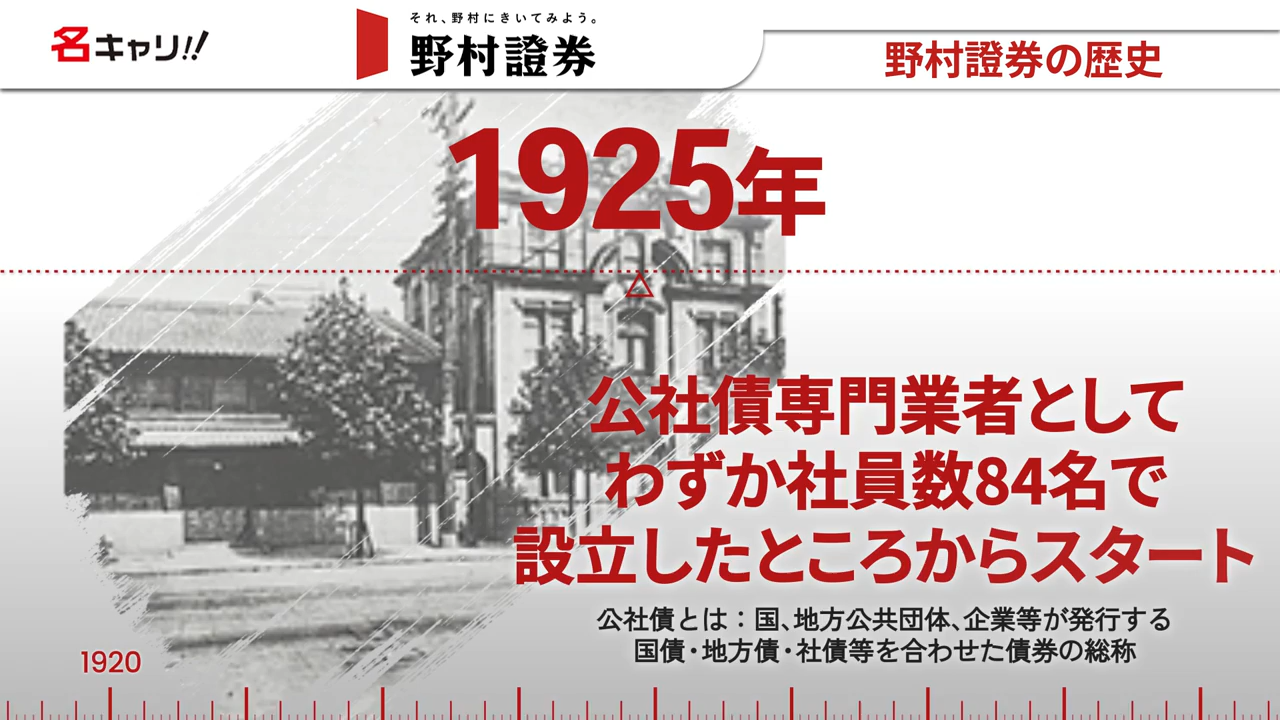 名キャリ!!
それ、野村にきいてみよう。
野村證券
野村證券の歴史
1925年
公社債専門業者として
わずか社員数84名で
設立したところからスタート
公社債とは：国、地方公共団体、企業等が発行する
国債・地方債・社債等を合わせた債券の総称
1920